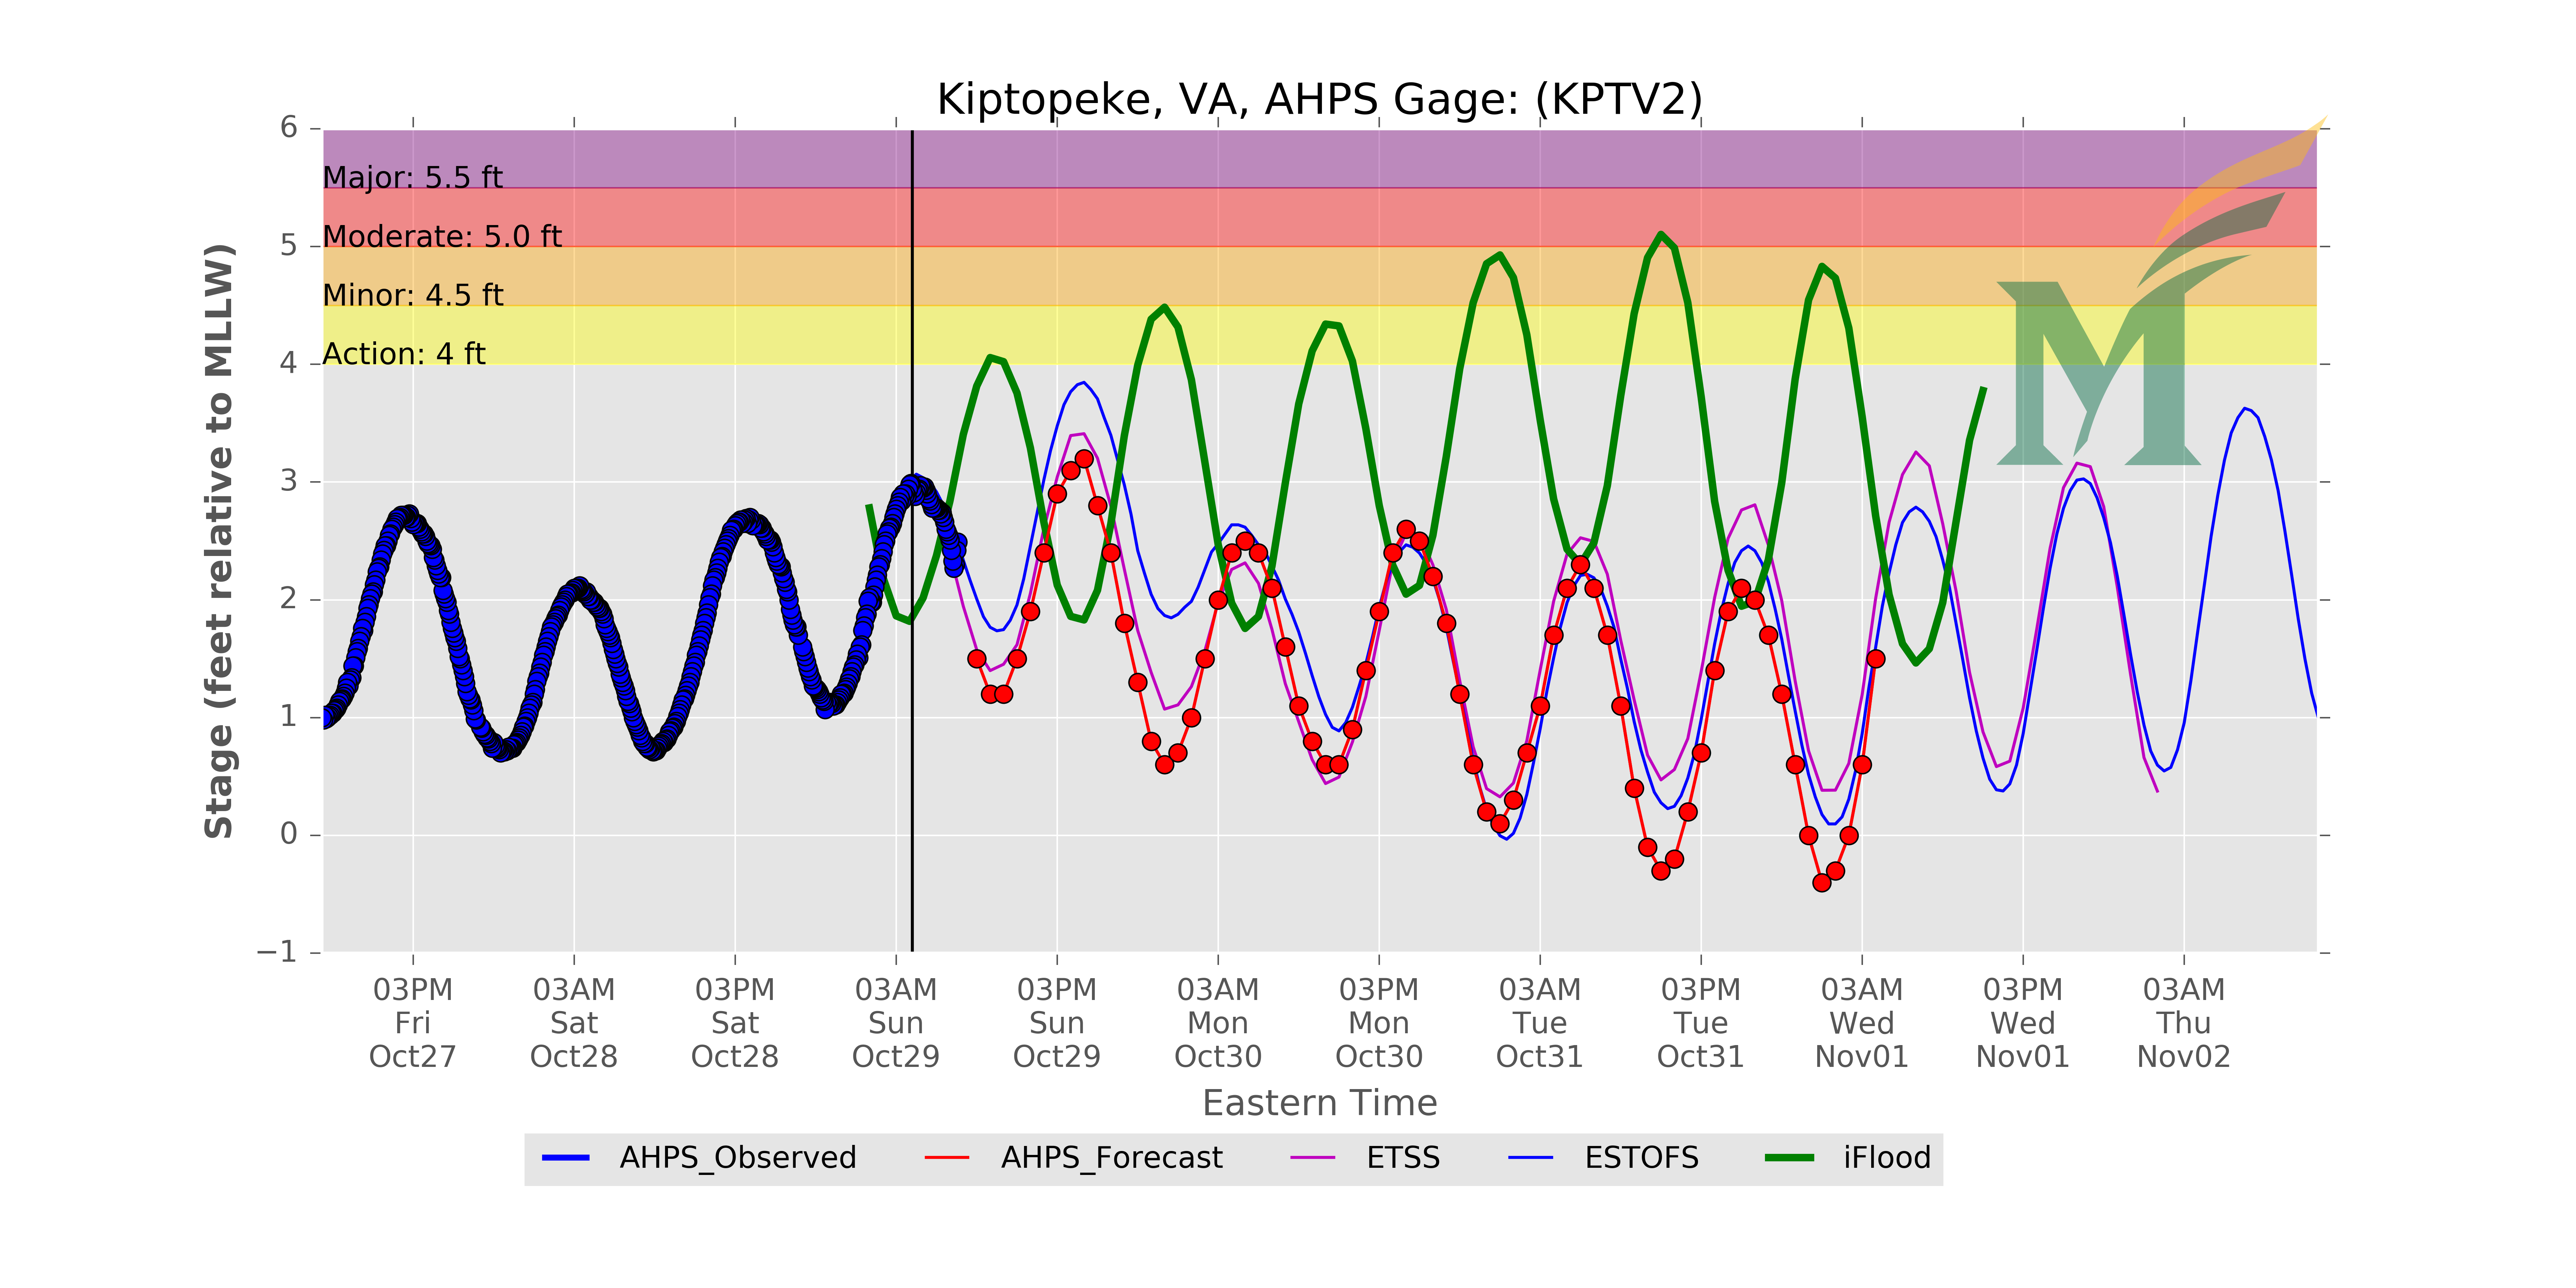 Kiptopeke, VA, AHPS Gage: (KPTV2)
Stage (feet relative to MLLW)
6
5
4
3
2
1
0
−1
Major: 5.5 ft
Moderate: 5.0 ft
Minor: 4.5 ft
Action: 4 ft
M
03PM 03AM 03PM 03AM 03PM 03AM 03PM 03AM 03PM 03AM 03PM 03AM
Fri Sat Sat Sun Sun Mon Mon Tue Tue Wed Wed Thu
Oct27 Oct28 Oct28 Oct29 Oct29 Oct30 Oct30 Oct31 Oct31 Nov01 Nov01 Nov02
Eastern Time
AHPS_Observed AHPS_Forecast ETSS ESTOFS iFlood